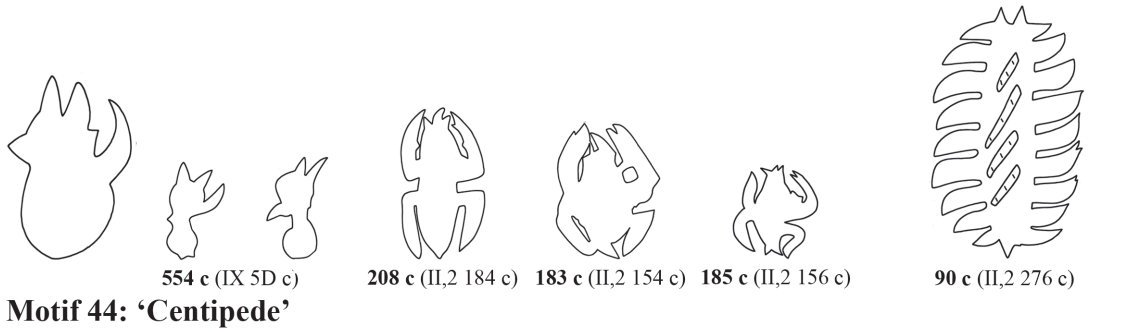 554 c (IX 5D c) 208 c (II,2 184 c) 183 c (II,2 154 c) 185 c (II,2 156 c) 90 c (II,2 276 c)
Motif 44: ‘Centipede’